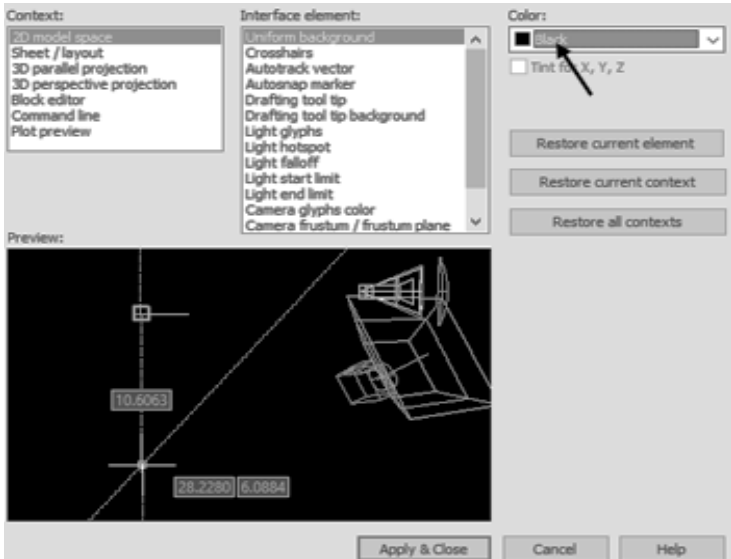 Context:
2D model space
Sheet / layout
3D parallel projection
3D perspective projection
Block editor
Command line
Plot preview
Interface element:
Uniform background
Crosshairs
Autotrack vector
Autosnap marker
Drafting tool tip
Drafting tool tip background
Light glyphs
Light hotspot
Light falloff
Light start limit
Light end limit
Camera glyphs color
Camera frustum / frustum plane
Color:
Black
Tint for X, Y, Z
Restore current element
Restore current context
Restore all contexts
Preview:
10.6063
28.2280 6.0884
Apply & Close
Cancel
Help